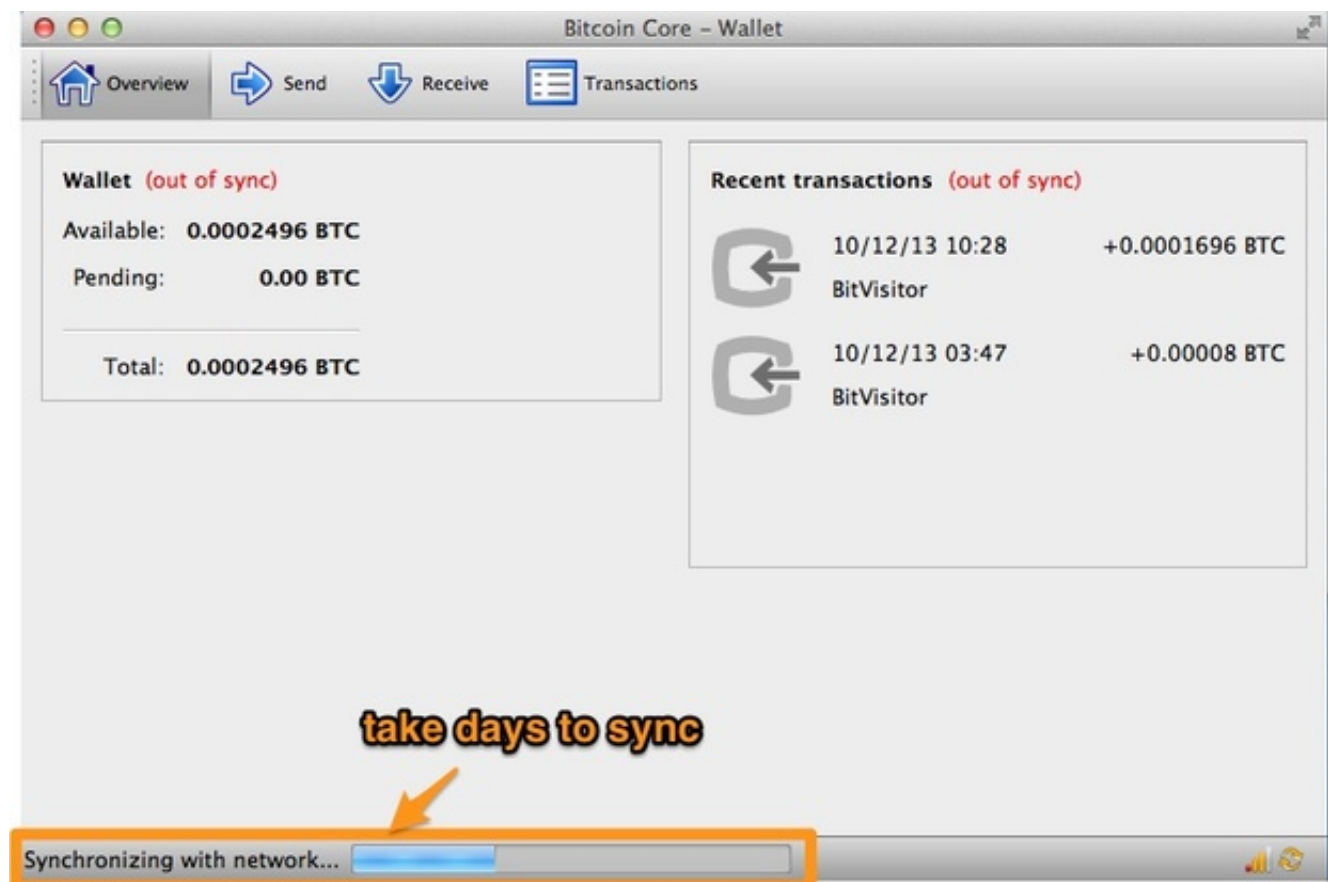 Bitcoin Core – Wallet
Overview Send Receive Transactions
Wallet (out of sync)
Available: 0.0002496 BTC
Pending: 0.00 BTC
Total: 0.0002496 BTC
Recent transactions (out of sync)
10/12/13 10:28 +0.0001696 BTC
BitVisitor
10/12/13 03:47 +0.00008 BTC
BitVisitor
take days to sync
Synchronizing with network...